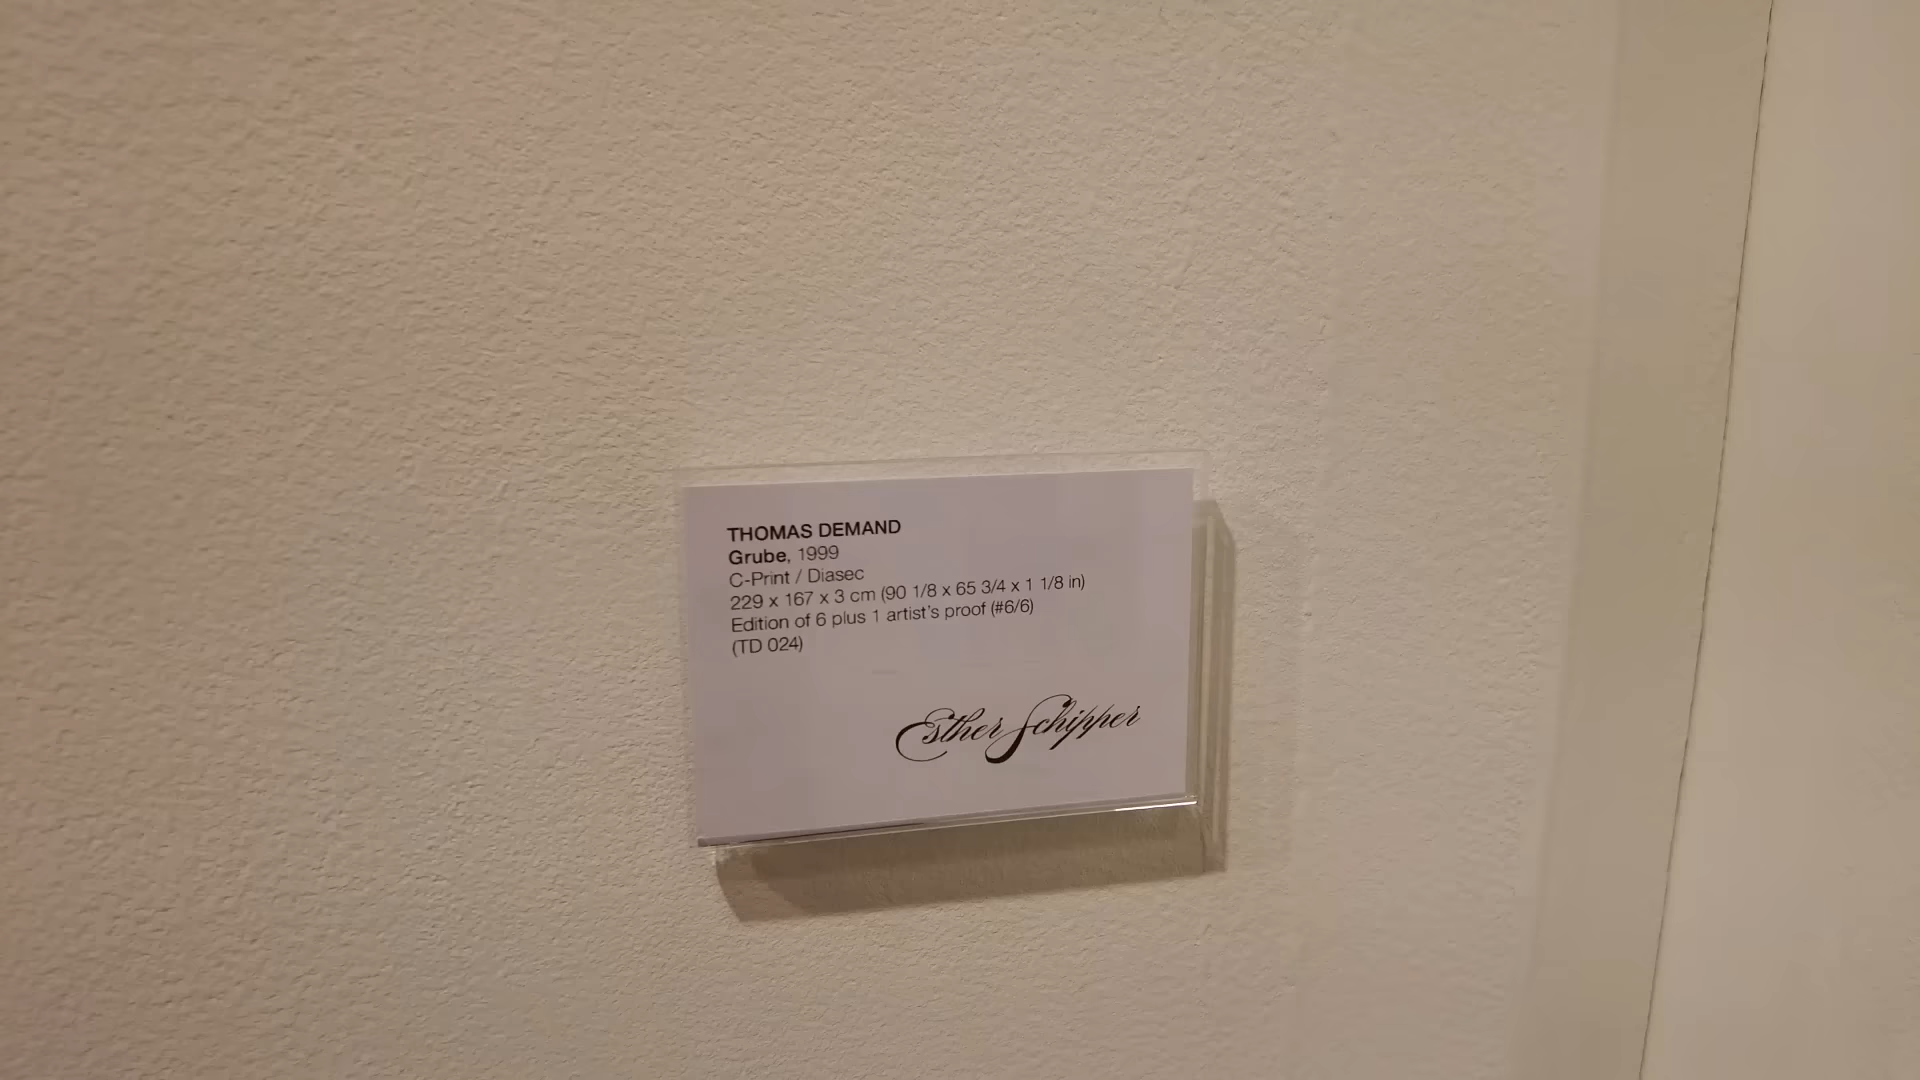 THOMAS DEMAND
Grube, 1999
C-Print / Diasec
229 x 167 x 3 cm (90 1/8 x 65 3/4 x 1 1/8 in)
Edition of 6 plus 1 artist's proof (#6/6)
(TD 024)
Esther Schipper